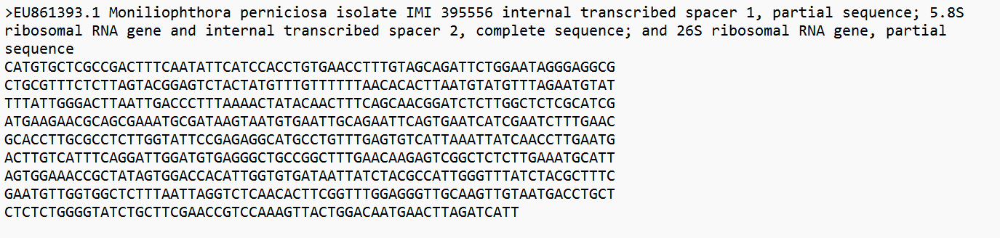 >EU861393.1 Moniliophthora perniciosa isolate IMI 395556 internal transcribed spacer 1, partial sequence; 5.8S
ribosomal RNA gene and internal transcribed spacer 2, complete sequence; and 26S ribosomal RNA gene, partial
sequence
CATGTGCTCGCCGACTTTCAATATTCATCCACCTGTGAACCTTTGTAGCAGATTCTGGAATAGGGAGGCG
CTGCGTTTCTCTTAGTACGGAGTCTACTATGTTTGTTTTTTAACACACTTAATGTATGTTTAGAATGTAT
TTTATTGGGACTTAATTGACCCTTTAAAACTATACAACTTTCAGCAACGGATCTCTTGGCTCTCGCATCG
ATGAAGAACGCAGCGAAATGCGATAAGTAATGTGAATTGCAGAATTCAGTGAATCATCGAATCTTTGAAC
GCACCTTGCGCCTCTTGGTATTCCGAGAGGCATGCCTGTTTGAGTGTCATTAAATTATCAACCTTGAATG
ACTTGTCATTTCAGGATTGGATGTGAGGGCTGCCGGCTTTGAACAAGAGTCGGCTCTCTTGAAATGCATT
AGTGGAAACCGCTATAGTGGACCACATTGGTGTGATAATTATCTACGCCATTGGGTTTATCTACGCTTTC
GAATGTTGGTGGCTCTTTAATTAGGTCTCAACACTTCGGTTTGGAGGGTTGCAAGTTGTAATGACCTGCT
CTCTCTGGGGTATCTGCTTCGAACCGTCCAAAGTTACTGGACAATGAACTTAGATCATT